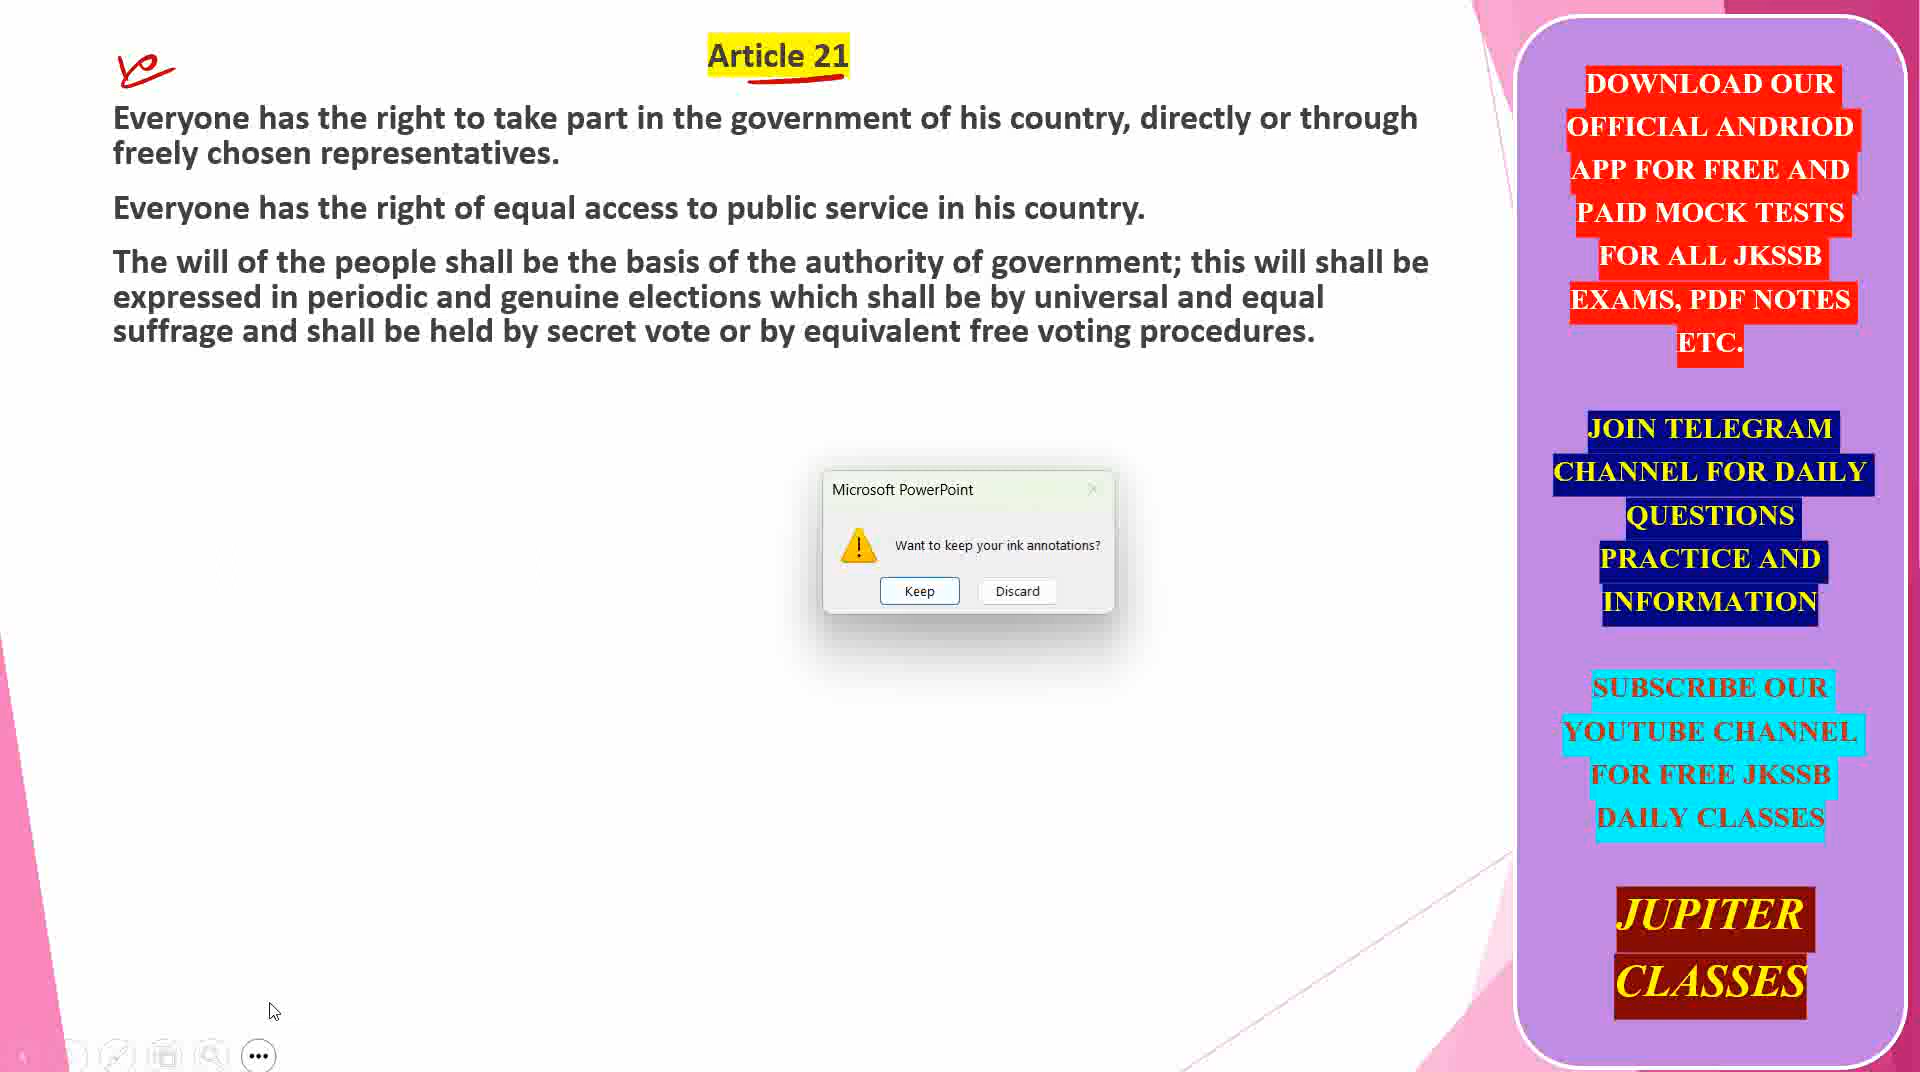 Article 21
Everyone has the right to take part in the government of his country, directly or through
freely chosen representatives.
Everyone has the right of equal access to public service in his country.
The will of the people shall be the basis of the authority of government; this will shall be
expressed in periodic and genuine elections which shall be by universal and equal
suffrage and shall be held by secret vote or by equivalent free voting procedures.
Microsoft PowerPoint
Want to keep your ink annotations?
Keep
Discard
DOWNLOAD OUR
OFFICIAL ANDRIOD
APP FOR FREE AND
PAID MOCK TESTS
FOR ALL JKSSB
EXAMS, PDF NOTES
ETC.
JOIN TELEGRAM
CHANNEL FOR DAILY
QUESTIONS
PRACTICE AND
INFORMATION
SUBSCRIBE OUR
YOUTUBE CHANNEL
FOR FREE JKSSB
DAILY CLASSES
JUPITER
CLASSES